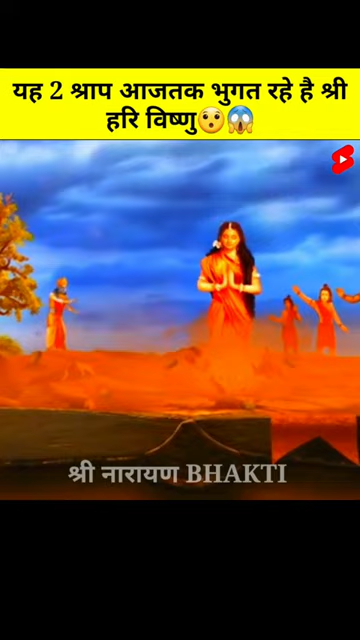 यह 2 श्राप आजतक भुगत रहे है श्री
हरि विष्णु😯😱
श्री नारायण BHAKTI